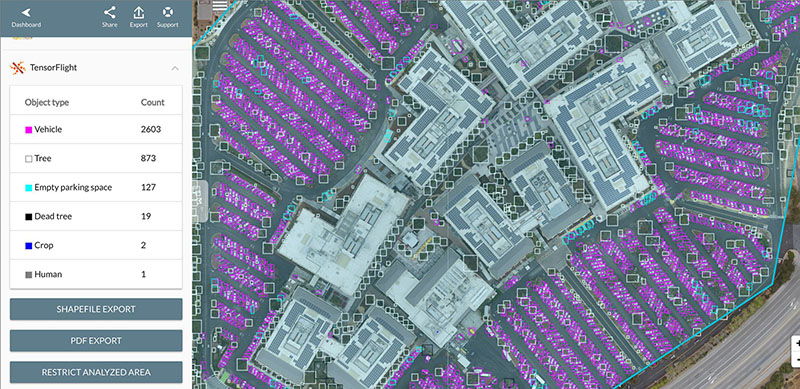 Dashboard
Share
Export
Support
TensorFlight
Object type Count
Vehicle 2603
Tree 873
Empty parking space 127
Dead tree 19
Crop 2
Human 1
SHAPEFILE EXPORT
PDF EXPORT
RESTRICT ANALYZED AREA